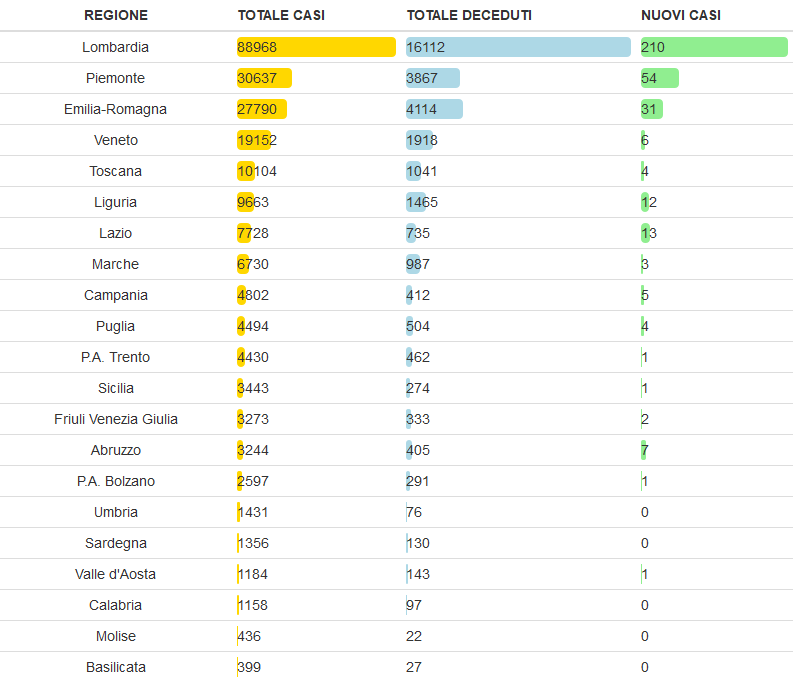 REGIONE TOTALE CASI TOTALE DECEDUTI NUOVI CASI
Lombardia 88968 16112 210
Piemonte 30637 3867 54
Emilia-Romagna 27790 4114 31
Veneto 19152 1918 6
Toscana 10104 1041 4
Liguria 9663 1465 12
Lazio 7728 735 13
Marche 6730 987 3
Campania 4802 412 5
Puglia 4494 504 4
P.A. Trento 4430 462 1
Sicilia 3443 274 1
Friuli Venezia Giulia 3273 333 2
Abruzzo 3244 405 7
P.A. Bolzano 2597 291 1
Umbria 1431 76 0
Sardegna 1356 130 0
Valle d'Aosta 1184 143 1
Calabria 1158 97 0
Molise 436 22 0
Basilicata 399 27 0